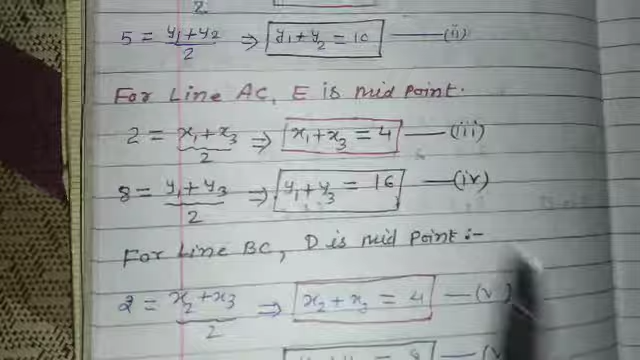 2
5 = y₁+y₂/2 ⇒ y₁+y₂ = 10 —(ii)
For Line AC, E is mid point.
2 = x₁+x₃/2 ⇒ x₁+x₃ = 4 —(iii)
8 = y₁+y₃/2 ⇒ y₁+y₃ = 16 —(iv)
For Line BC, D is mid point :-
2 = x₂+x₃/2 ⇒ x₂+x₃ = 4 —(v)